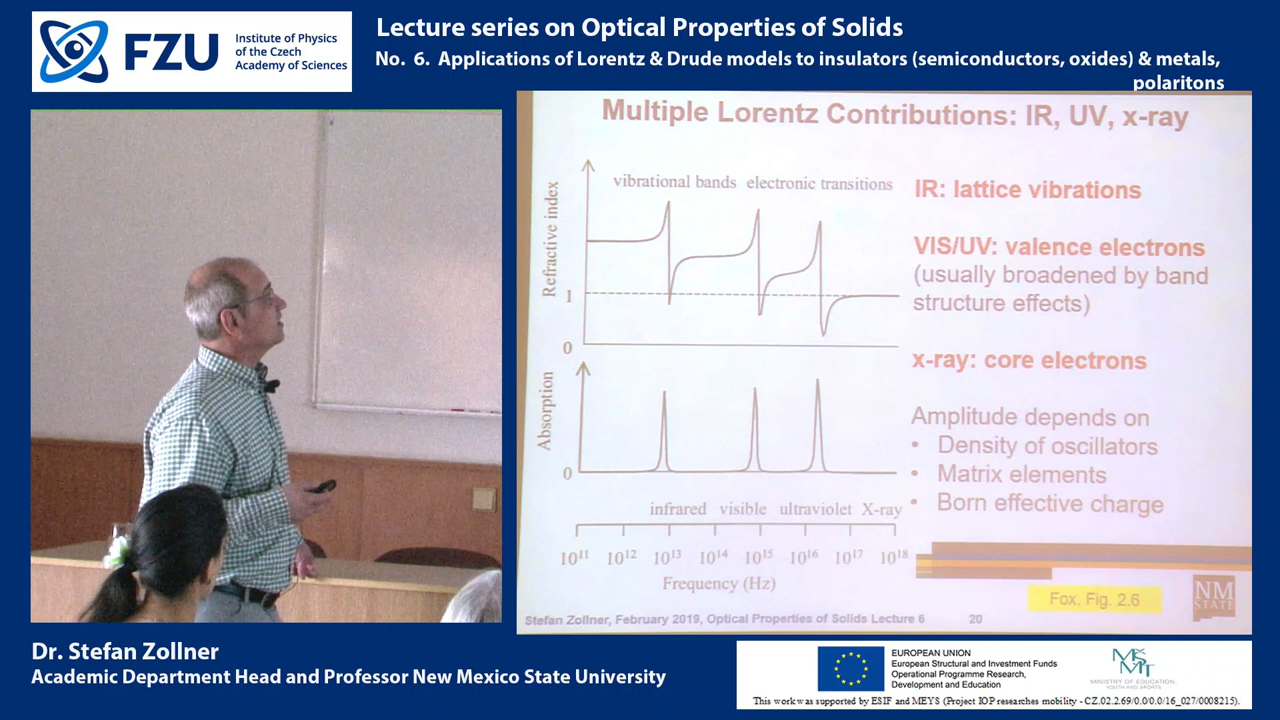 FZU
Institute of Physics
of the Czech
Academy of Sciences
Lecture series on Optical Properties of Solids
No. 6. Applications of Lorentz & Drude models to insulators (semiconductors, oxides) & metals,
polaritons
Multiple Lorentz Contributions: IR, UV, x-ray
vibrational bands electronic transitions
Refractive index
1
0
Absorption
0
infrared visible ultraviolet X-ray
10¹¹ 10¹² 10¹³ 10¹⁴ 10¹⁵ 10¹⁶ 10¹⁷ 10¹⁸
Frequency (Hz)
IR: lattice vibrations
VIS/UV: valence electrons
(usually broadened by band
structure effects)
x-ray: core electrons
Amplitude depends on
• Density of oscillators
• Matrix elements
• Born effective charge
Fox, Fig. 2.6
NM
STATE
Stefan Zollner, February 2019, Optical Properties of Solids Lecture 6 20
Dr. Stefan Zollner
Academic Department Head and Professor New Mexico State University
EUROPEAN UNION
European Structural and Investment Funds
Operational Programme Research,
Development and Education
MINISTRY OF EDUCATION,
YOUTH AND SPORTS
This work was supported by ESIF and MEYS (Project IOP researches mobility - CZ.02.2.69/0.0/0.0/16_027/0008215).